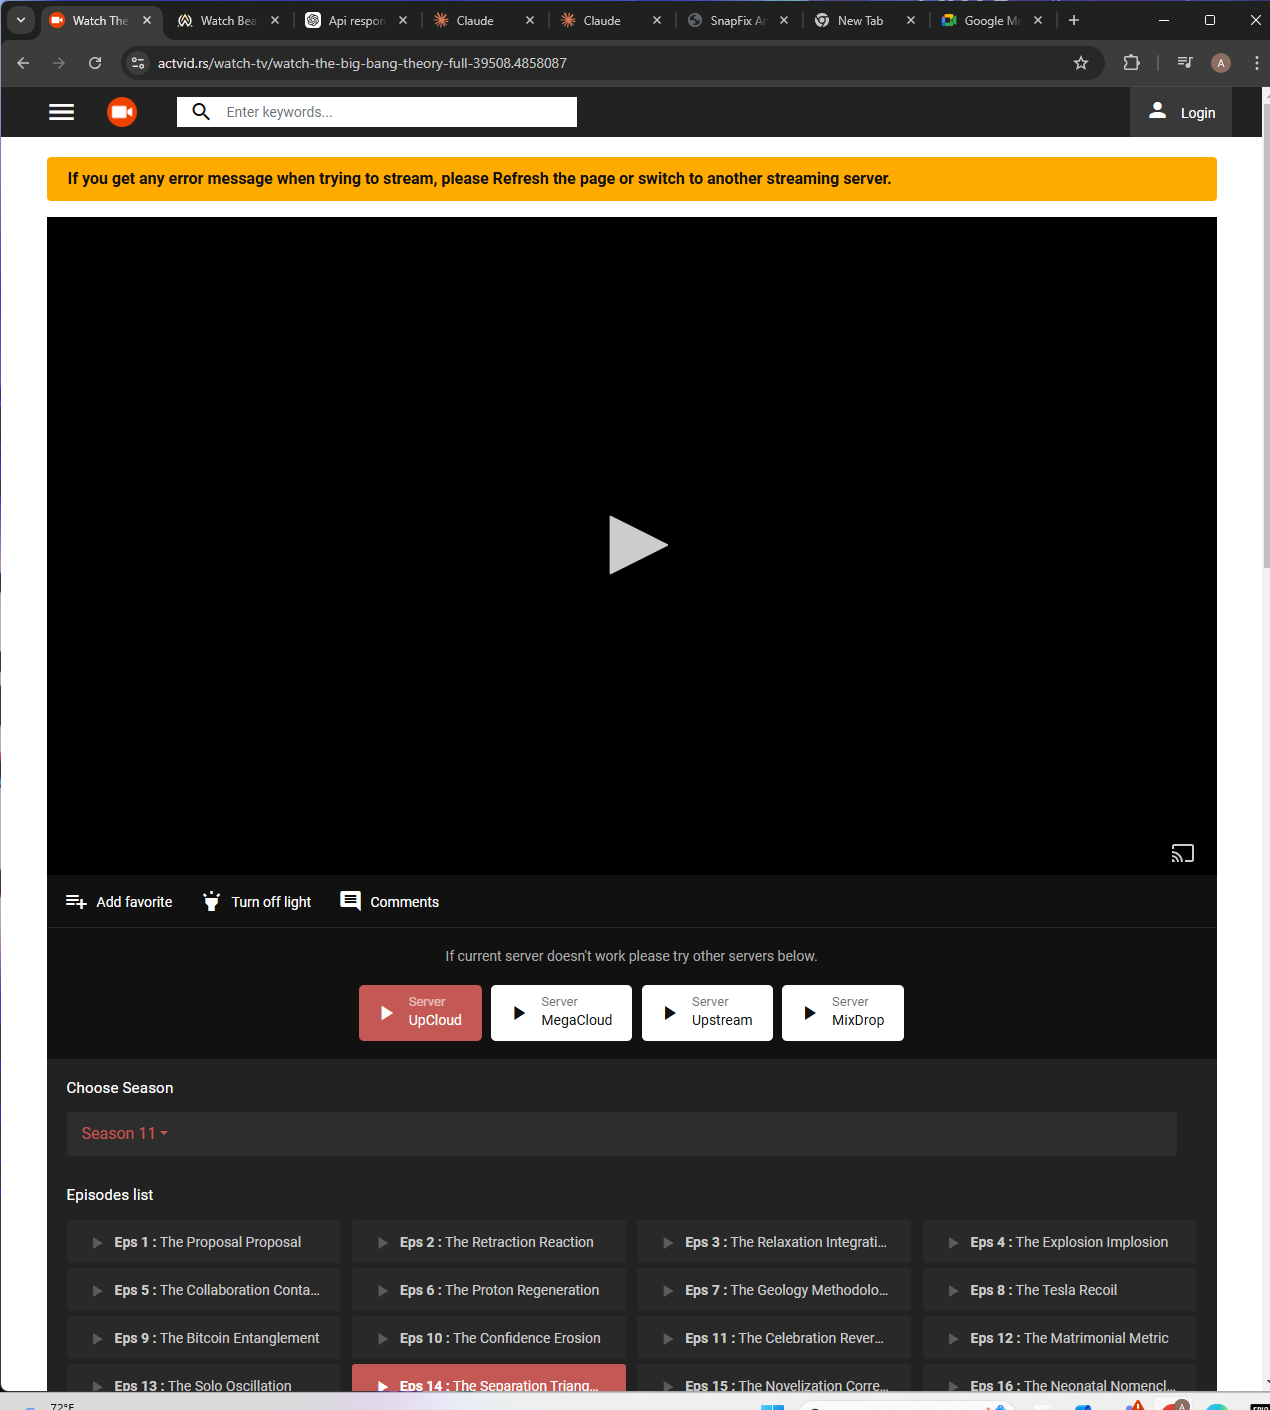 Watch The
Watch Bea
Api respon
Claude
Claude
SnapFix Ar
New Tab
Google Me
actvid.rs/watch-tv/watch-the-big-bang-theory-full-39508.4858087
A
Enter keywords...
Login
If you get any error message when trying to stream, please Refresh the page or switch to another streaming server.
Add favorite
Turn off light
Comments
If current server doesn't work please try other servers below.
Server
UpCloud
Server
MegaCloud
Server
Upstream
Server
MixDrop
Choose Season
Season 11
Episodes list
Eps 1 : The Proposal Proposal
Eps 2 : The Retraction Reaction
Eps 3 : The Relaxation Integrati...
Eps 4 : The Explosion Implosion
Eps 5 : The Collaboration Conta...
Eps 6 : The Proton Regeneration
Eps 7 : The Geology Methodolo...
Eps 8 : The Tesla Recoil
Eps 9 : The Bitcoin Entanglement
Eps 10 : The Confidence Erosion
Eps 11 : The Celebration Rever...
Eps 12 : The Matrimonial Metric
Eps 13 : The Solo Oscillation
Eps 14 : The Separation Triang...
Eps 15 : The Novelization Corre...
Eps 16 : The Neonatal Nomencl...
72°F
A